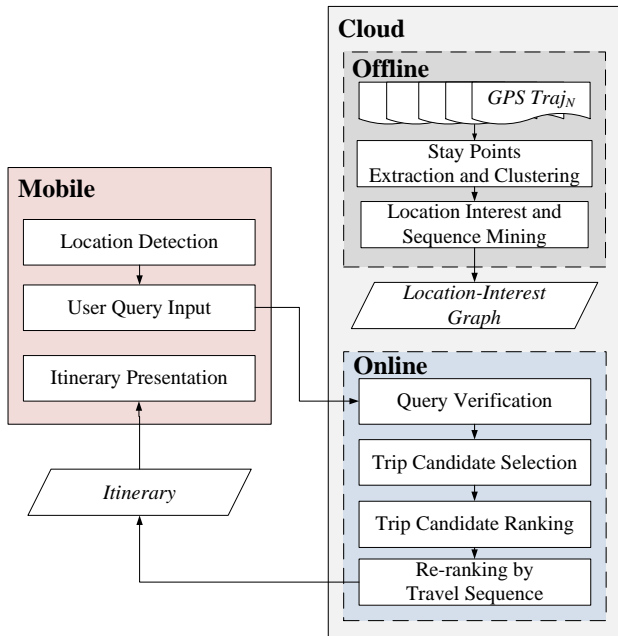 Cloud
Offline
GPS Traj_N
Stay Points
Extraction and Clustering
Location Interest and
Sequence Mining
Location-Interest
Graph
Mobile
Location Detection
User Query Input
Itinerary Presentation
Itinerary
Online
Query Verification
Trip Candidate Selection
Trip Candidate Ranking
Re-ranking by
Travel Sequence